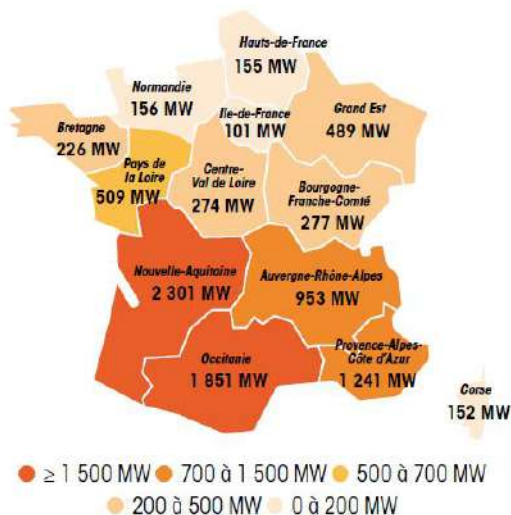 Hauts-de-France
155 MW
Normandie
156 MW
Ile-de-France
101 MW
Grand Est
489 MW
Bretagne
226 MW
Pays de
la Loire
509 MW
Centre-
Val de Loire
274 MW
Bourgogne-
Franche-Comté
277 MW
Nouvelle-Aquitaine
2 301 MW
Auvergne-Rhône-Alpes
953 MW
Occitanie
1 851 MW
Provence-Alpes-
Côte d'Azur
1 241 MW
Corse
152 MW
≥ 1 500 MW 700 à 1 500 MW 500 à 700 MW
200 à 500 MW 0 à 200 MW